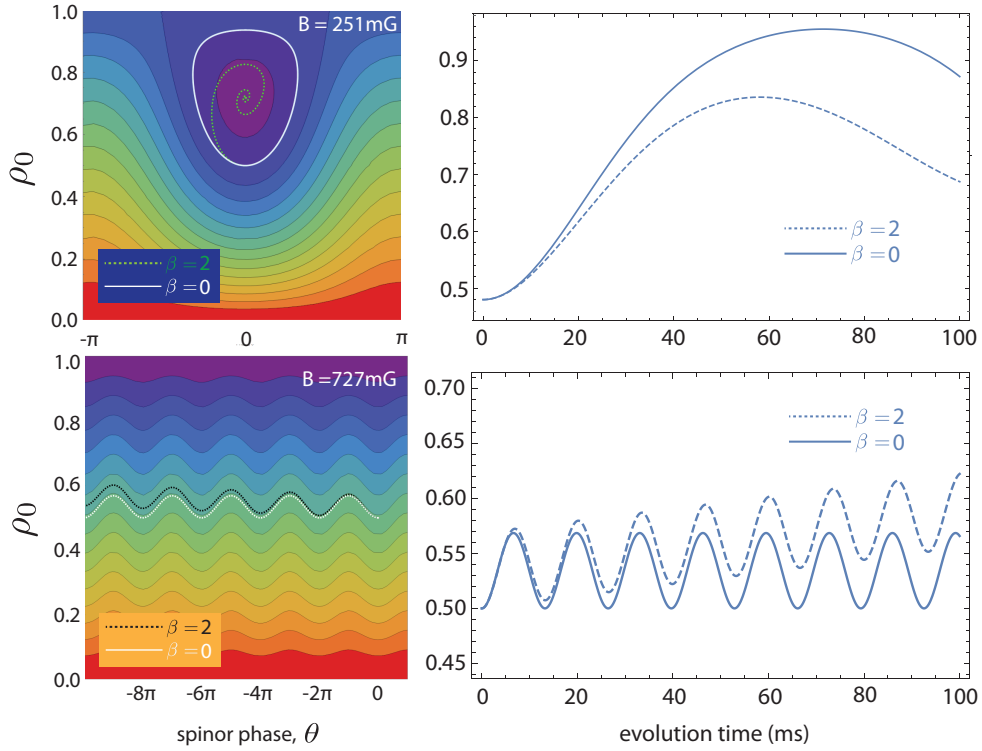 B = 251mG
1.0
0.8
0.6
0.4
0.2
0.0
ρ0
β = 2
β = 0
-π
0
π
0.9
0.8
0.7
0.6
0.5
β = 2
β = 0
0
20
40
60
80
100
B =727mG
1.0
0.8
0.6
0.4
0.2
0.0
ρ0
β = 2
β = 0
-8π
-6π
-4π
-2π
0
spinor phase, θ
0.70
0.65
0.60
0.55
0.50
0.45
β = 2
β = 0
0
20
40
60
80
100
evolution time (ms)